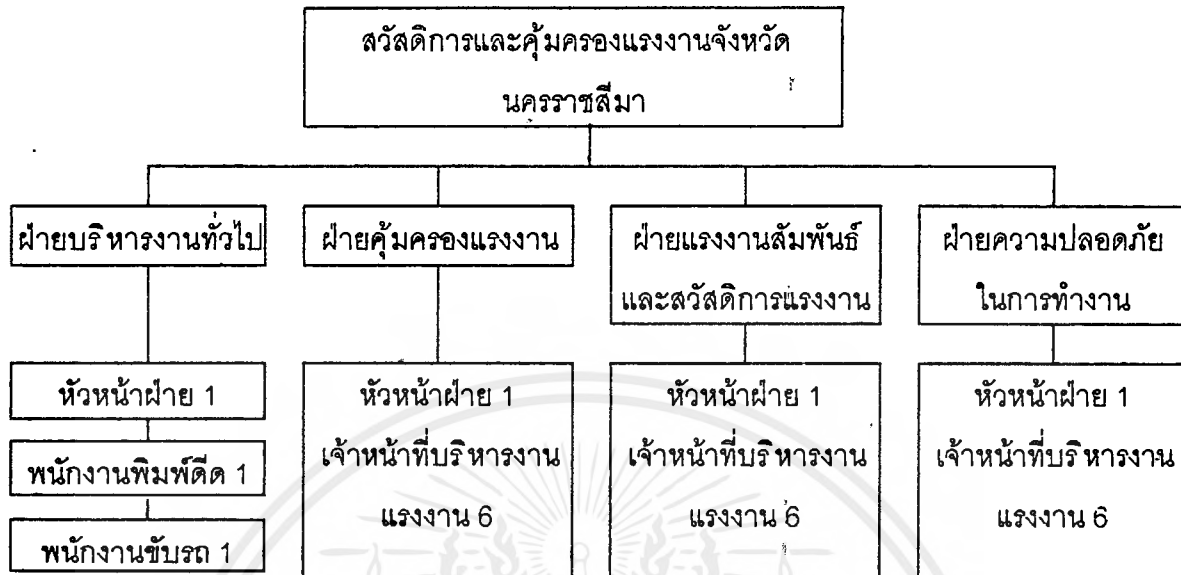 สวัสดิการและคุ้มครองแรงงานจังหวัด
นครราชสีมา
ฝ่ายบริหารงานทั่วไป
ฝ่ายคุ้มครองแรงงาน
ฝ่ายแรงงานสัมพันธ์
และสวัสดิการแรงงาน
ฝ่ายความปลอดภัย
ในการทำงาน
หัวหน้าฝ่าย 1
พนักงานพิมพ์ดีด 1
พนักงานขับรถ 1
หัวหน้าฝ่าย 1
เจ้าหน้าที่บริหารงาน
แรงงาน 6
หัวหน้าฝ่าย 1
เจ้าหน้าที่บริหารงาน
แรงงาน 6
หัวหน้าฝ่าย 1
เจ้าหน้าที่บริหารงาน
แรงงาน 6